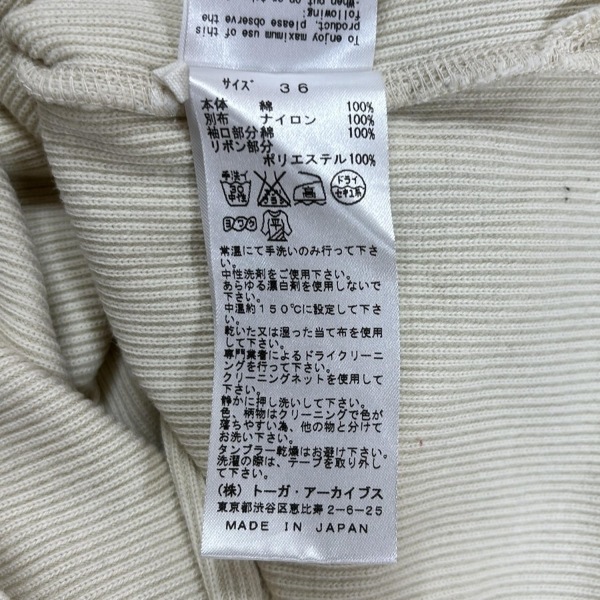 To enjoy maximum
use of this
product, please observe
the
following:
サイズ 36
本体 綿 100%
別布 ナイロン 100%
袖口部分綿 100%
リボン部分
ポリエステル100%
手洗イ 30 中性 高 ドライ セキユ系
ヨワク 平
常温にて手洗いのみ行って下さ
い。
中性洗剤をご使用下さい。
あらゆる漂白剤を使用しないで
下さい。
中温約150℃に設定して下さ
い。
乾いた又は湿った当て布を使用
して下さい。
専門業者によるドライクリーニ
ングを行って下さい。
クリーニングネットを使用して
下さい。
静かに押し洗いして下さい。
色、柄物はクリーニングで色が
落ちやすい為、他の物と分けて
お洗い下さい。
タンブラー乾燥はお避け下さい。
洗濯の際は、テープを取り外し
て下さい。
(株) トーガ・アーカイブス
東京都渋谷区恵比寿2-6-25
MADE IN JAPAN